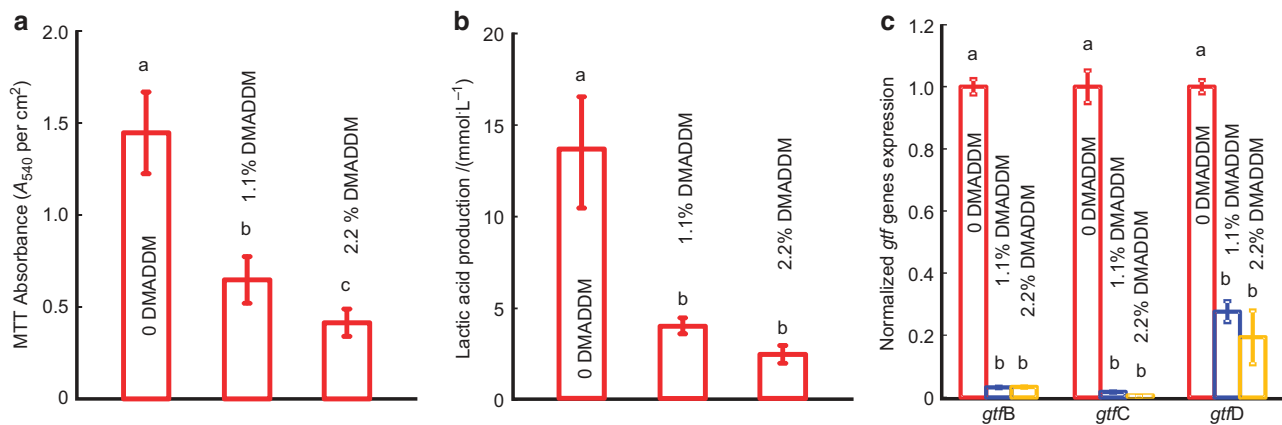 a
MTT Absorbance (A540 per cm²)
2.0
1.5
1.0
0.5
0
a
0 DMADDM
b
1.1% DMADDM
c
2.2 % DMADDM
b
Lactic acid production /(mmol·L−1)
20
15
10
5
0
a
0 DMADDM
b
1.1% DMADDM
b
2.2% DMADDM
c
Normalized gtf genes expression
1.2
1.0
0.8
0.6
0.4
0.2
0
a
0 DMADDM
b
1.1% DMADDM
b
2.2% DMADDM
gtfB
a
0 DMADDM
b
1.1% DMADDM
b
2.2% DMADDM
gtfC
a
0 DMADDM
b
1.1% DMADDM
b
2.2% DMADDM
gtfD